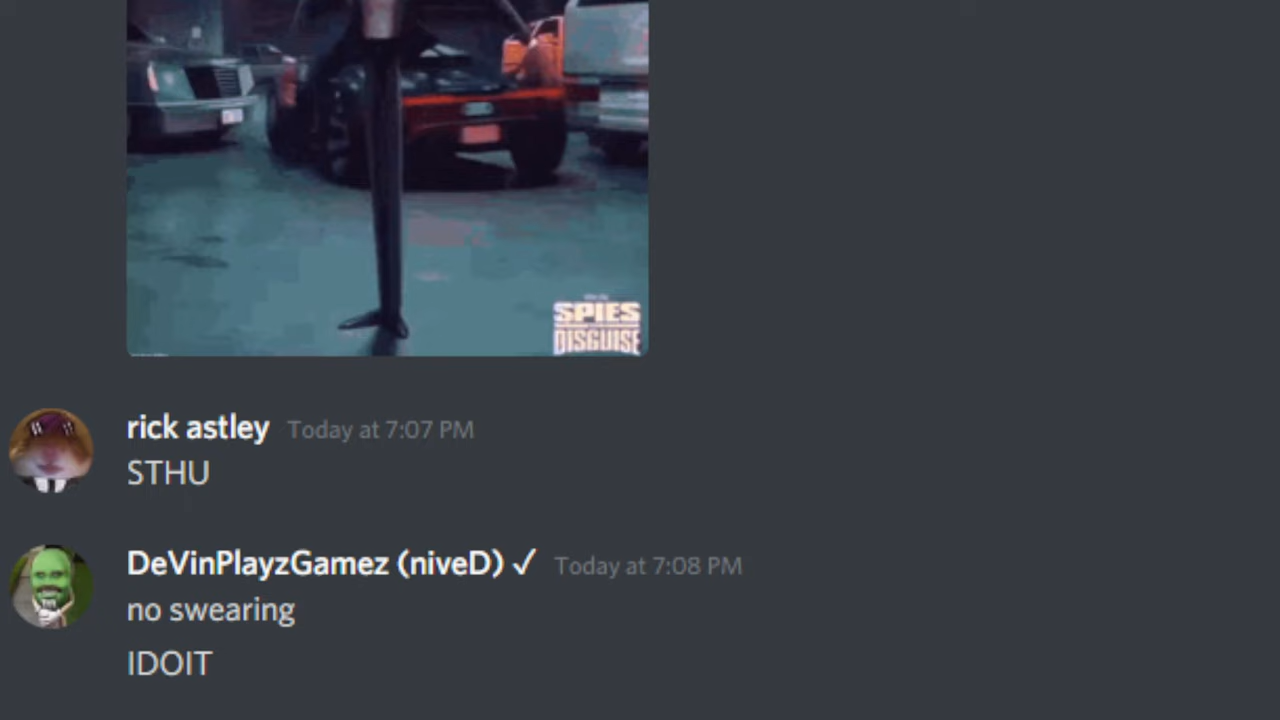 SPIES
DISGUISE
rick astley Today at 7:07 PM
STHU
DeVinPlayzGamez (niveD) ✓ Today at 7:08 PM
no swearing
IDOIT